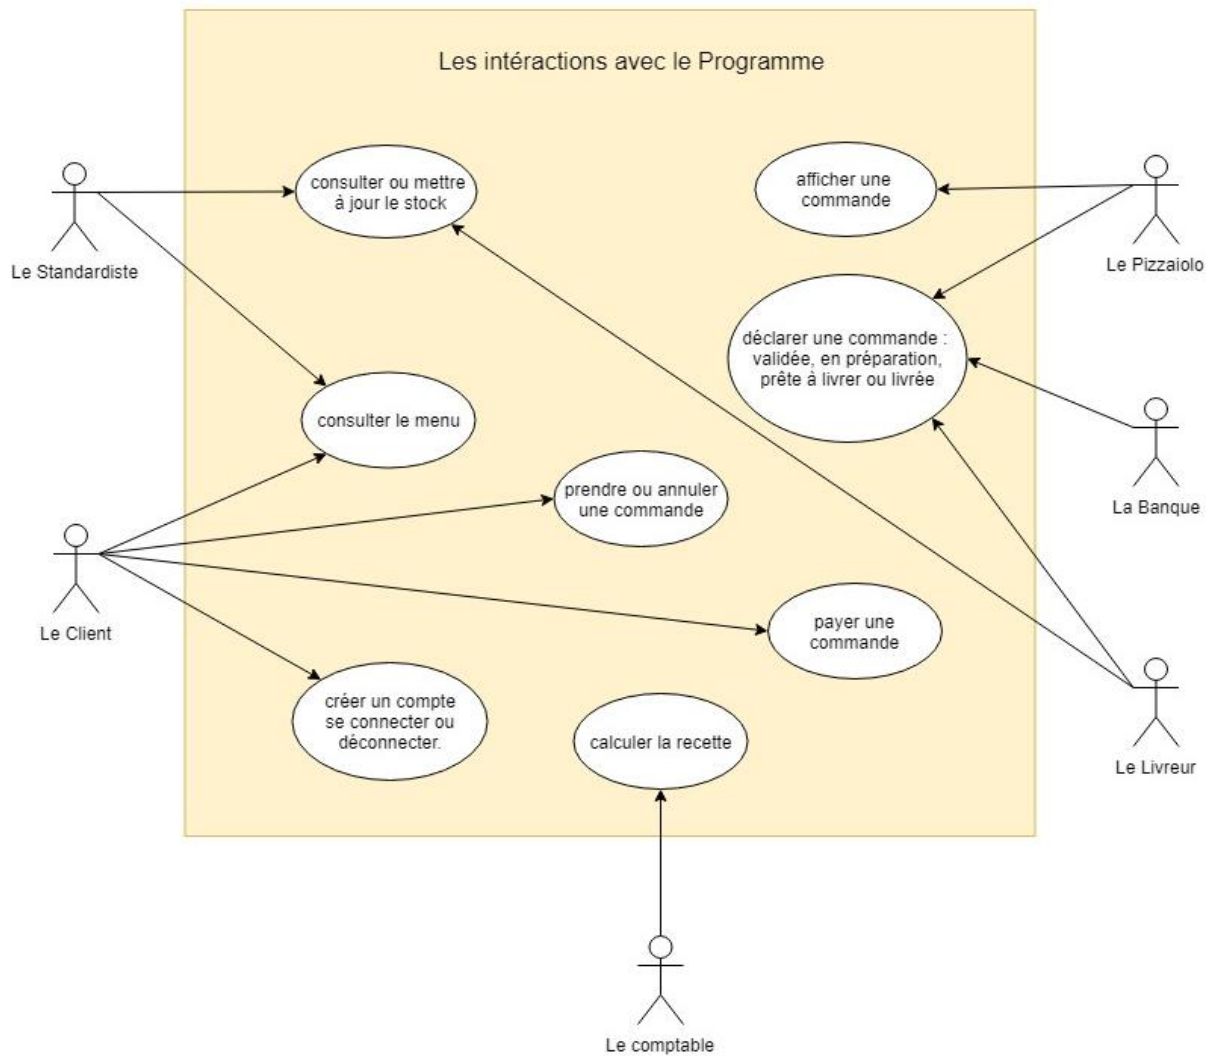 Les intéractions avec le Programme
consulter ou mettre
à jour le stock
afficher une
commande
Le Standardiste
Le Pizzaiolo
déclarer une commande :
validée, en préparation,
prête à livrer ou livrée
consulter le menu
prendre ou annuler
une commande
La Banque
Le Client
payer une
commande
créer un compte
se connecter ou
déconnecter.
calculer la recette
Le Livreur
Le comptable